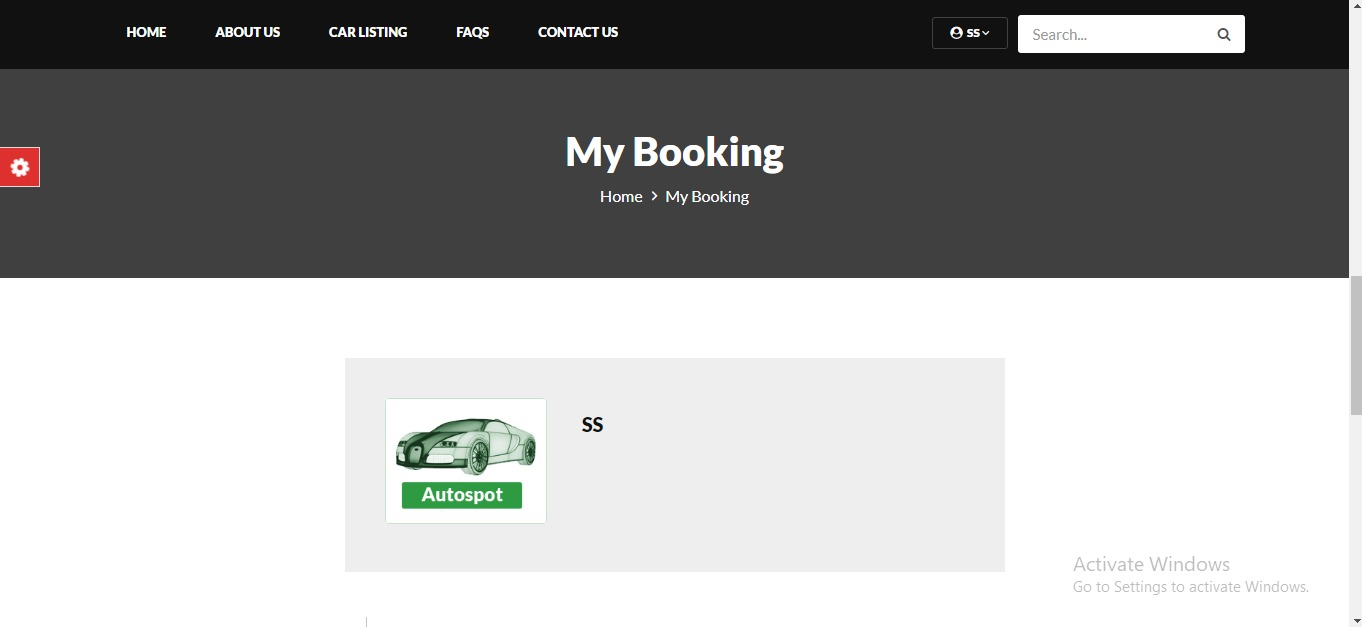 HOME ABOUT US CAR LISTING FAQS CONTACT US SS Search...
My Booking
Home > My Booking
SS
Autospot
Activate Windows
Go to Settings to activate Windows.